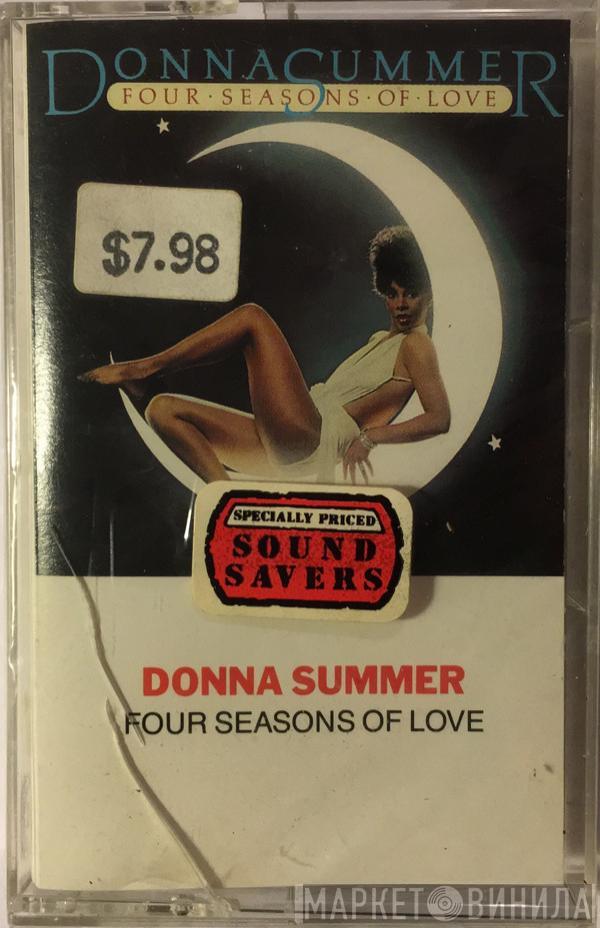 DONNA SUMMER
FOUR·SEASONS·OF·LOVE
$7.98
SPECIALLY PRICED
SOUND
SAVERS
DONNA SUMMER
FOUR SEASONS OF LOVE
МАРКЕТ ВИНИЛА